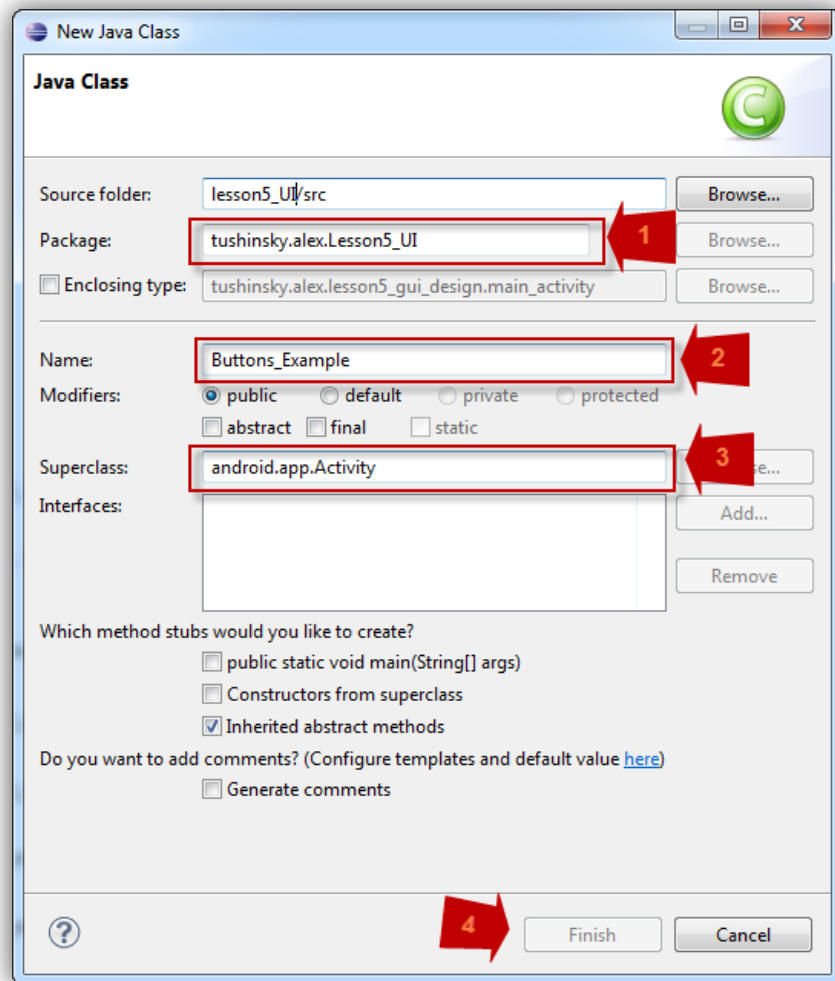 New Java Class
Java Class
C
Source folder: lesson5_UI/src Browse...
Package: tushinsky.alex.Lesson5_UI 1 Browse...
Enclosing type: tushinsky.alex.lesson5_gui_design.main_activity Browse...
Name: Buttons_Example 2
Modifiers: public default private protected
abstract final static
Superclass: android.app.Activity 3 se...
Interfaces: Add...
Remove
Which method stubs would you like to create?
public static void main(String[] args)
Constructors from superclass
Inherited abstract methods
Do you want to add comments? (Configure templates and default value here)
Generate comments
? 4 Finish Cancel